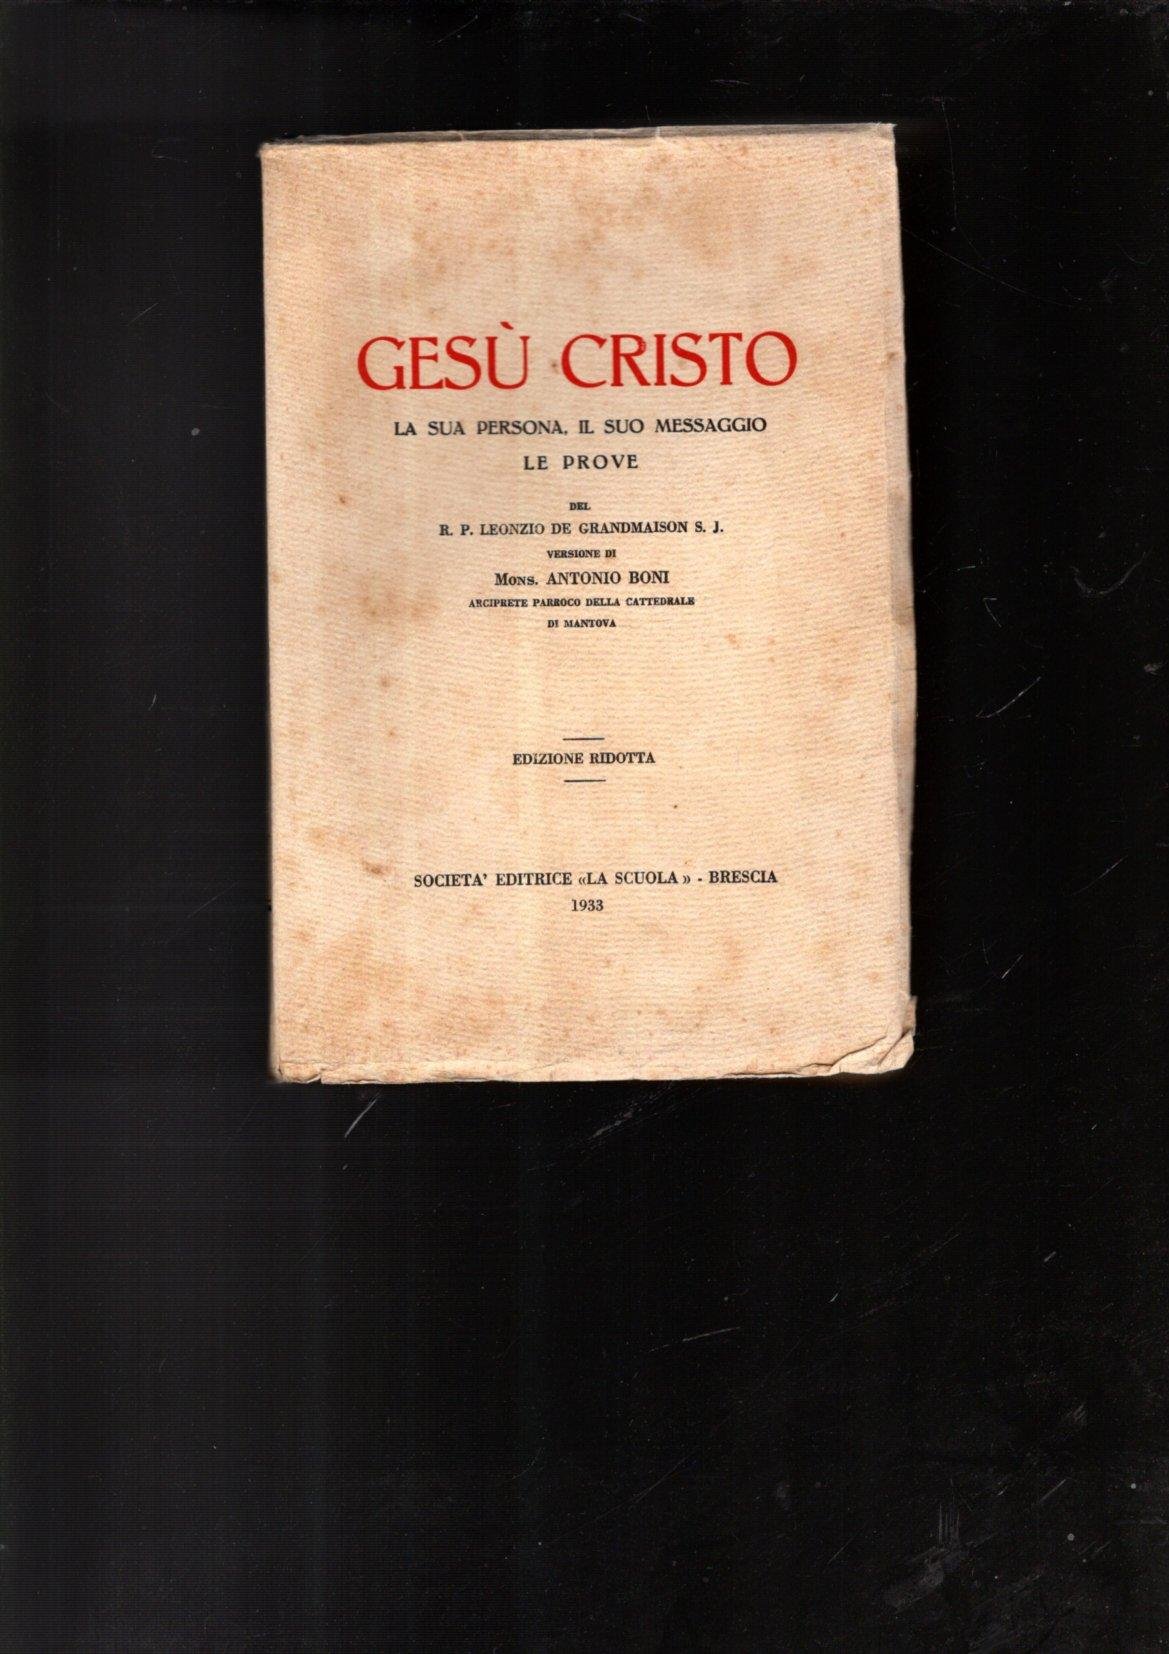 GESÙ CRISTO
LA SUA PERSONA, IL SUO MESSAGGIO
LE PROVE
DEL
R. P. LEONZIO DE GRANDMAISON S. J.
VERSIONE DI
MONS. ANTONIO BONI
ARCIPRETE PARROCO DELLA CATTEDRALE
DI MANTOVA
EDIZIONE RIDOTTA
SOCIETA' EDITRICE «LA SCUOLA» - BRESCIA
1933